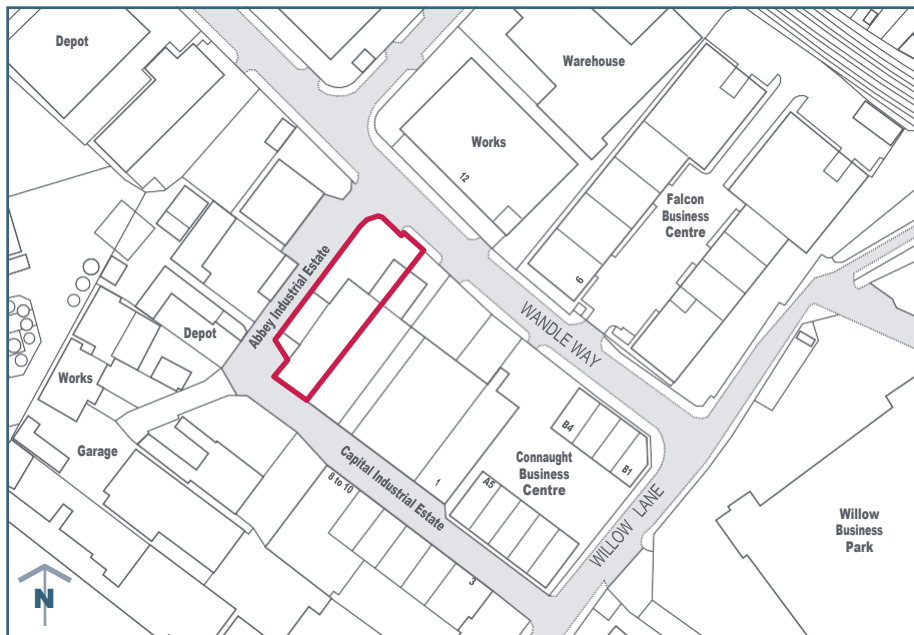 Depot
Warehouse
Works
12
Falcon
Business
Centre
6
Abbey Industrial Estate
WANDLE WAY
Depot
Works
Garage
Capital Industrial Estate
8 to 10
1
3
A5
B4
B1
Connaught
Business
Centre
WILLOW LANE
Willow
Business
Park
N